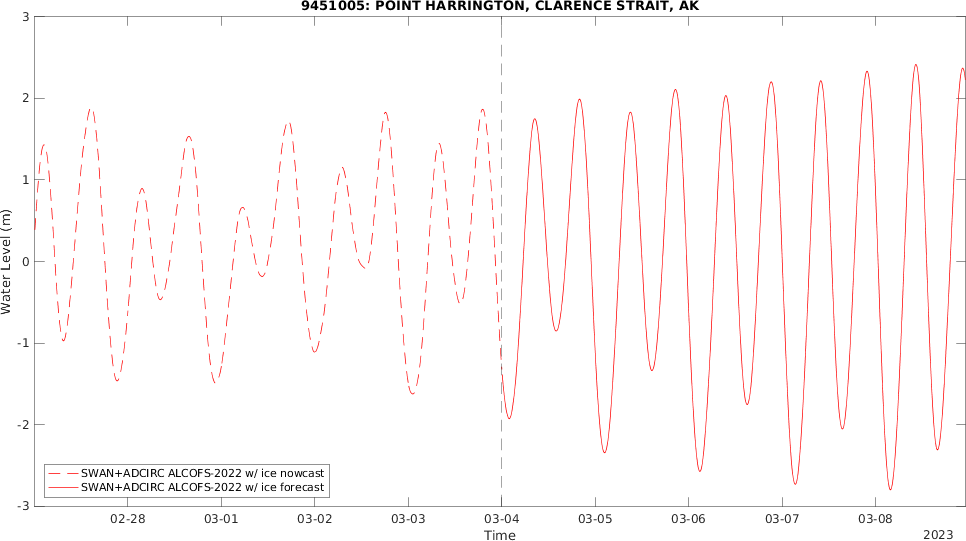 9451005: POINT HARRINGTON, CLARENCE STRAIT, AK
3
2
1
0
-1
-2
-3
Water Level (m)
SWAN+ADCIRC ALCOFS-2022 w/ ice nowcast
SWAN+ADCIRC ALCOFS-2022 w/ ice forecast
02-28 03-01 03-02 03-03 03-04 03-05 03-06 03-07 03-08
Time
2023